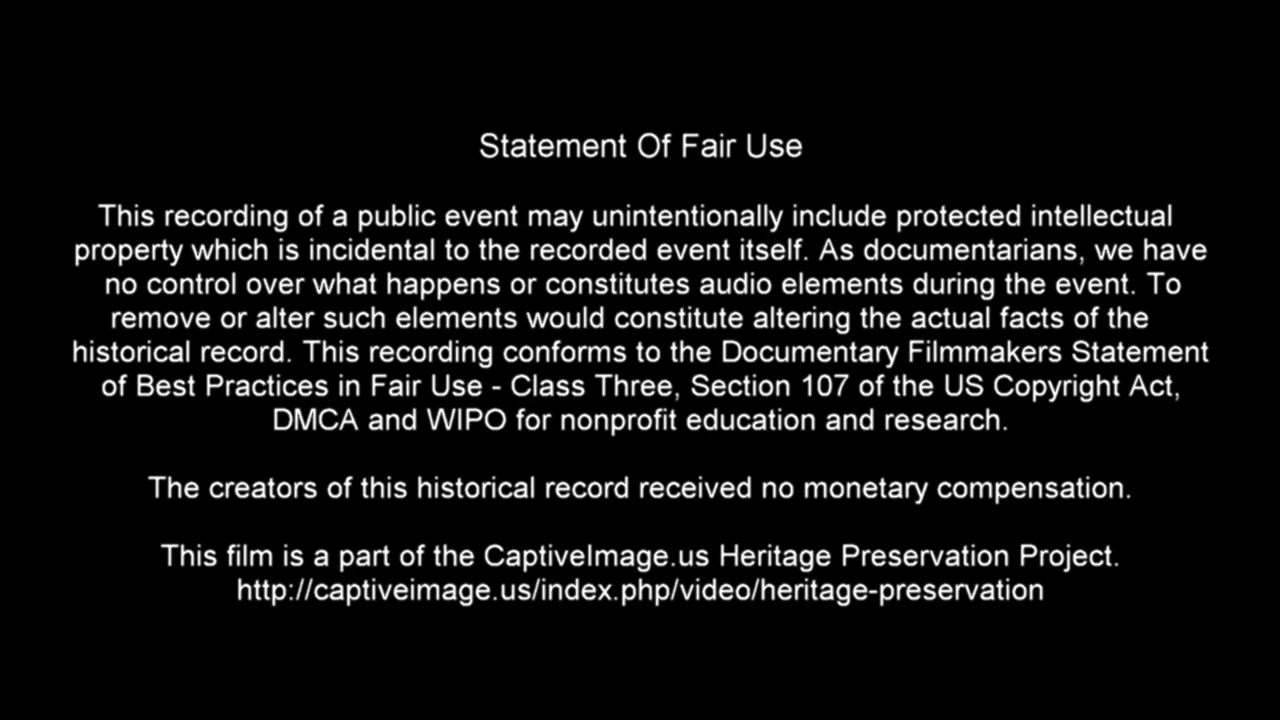 Statement Of Fair Use
This recording of a public event may unintentionally include protected intellectual
property which is incidental to the recorded event itself. As documentarians, we have
no control over what happens or constitutes audio elements during the event. To
remove or alter such elements would constitute altering the actual facts of the
historical record. This recording conforms to the Documentary Filmmakers Statement
of Best Practices in Fair Use - Class Three, Section 107 of the US Copyright Act,
DMCA and WIPO for nonprofit education and research.
The creators of this historical record received no monetary compensation.
This film is a part of the CaptiveImage.us Heritage Preservation Project.
http://captiveimage.us/index.php/video/heritage-preservation